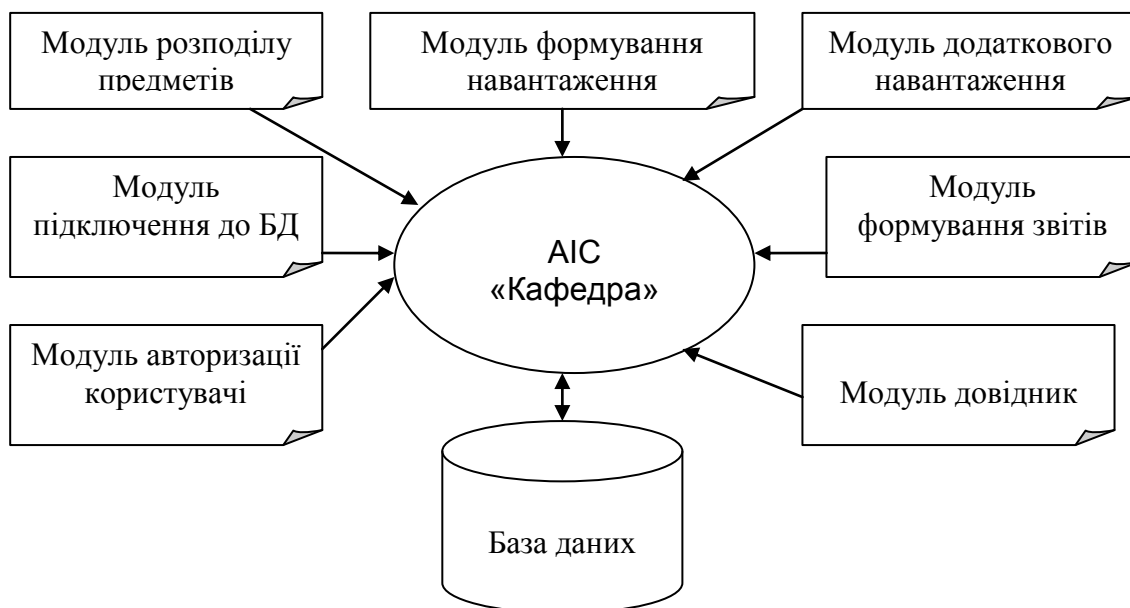 Модуль розподілу
предметів
Модуль формування
навантаження
Модуль додаткового
навантаження
Модуль
підключення до БД
АІС
«Кафедра»
Модуль
формування звітів
Модуль авторизації
користувачі
Модуль довідник
База даних